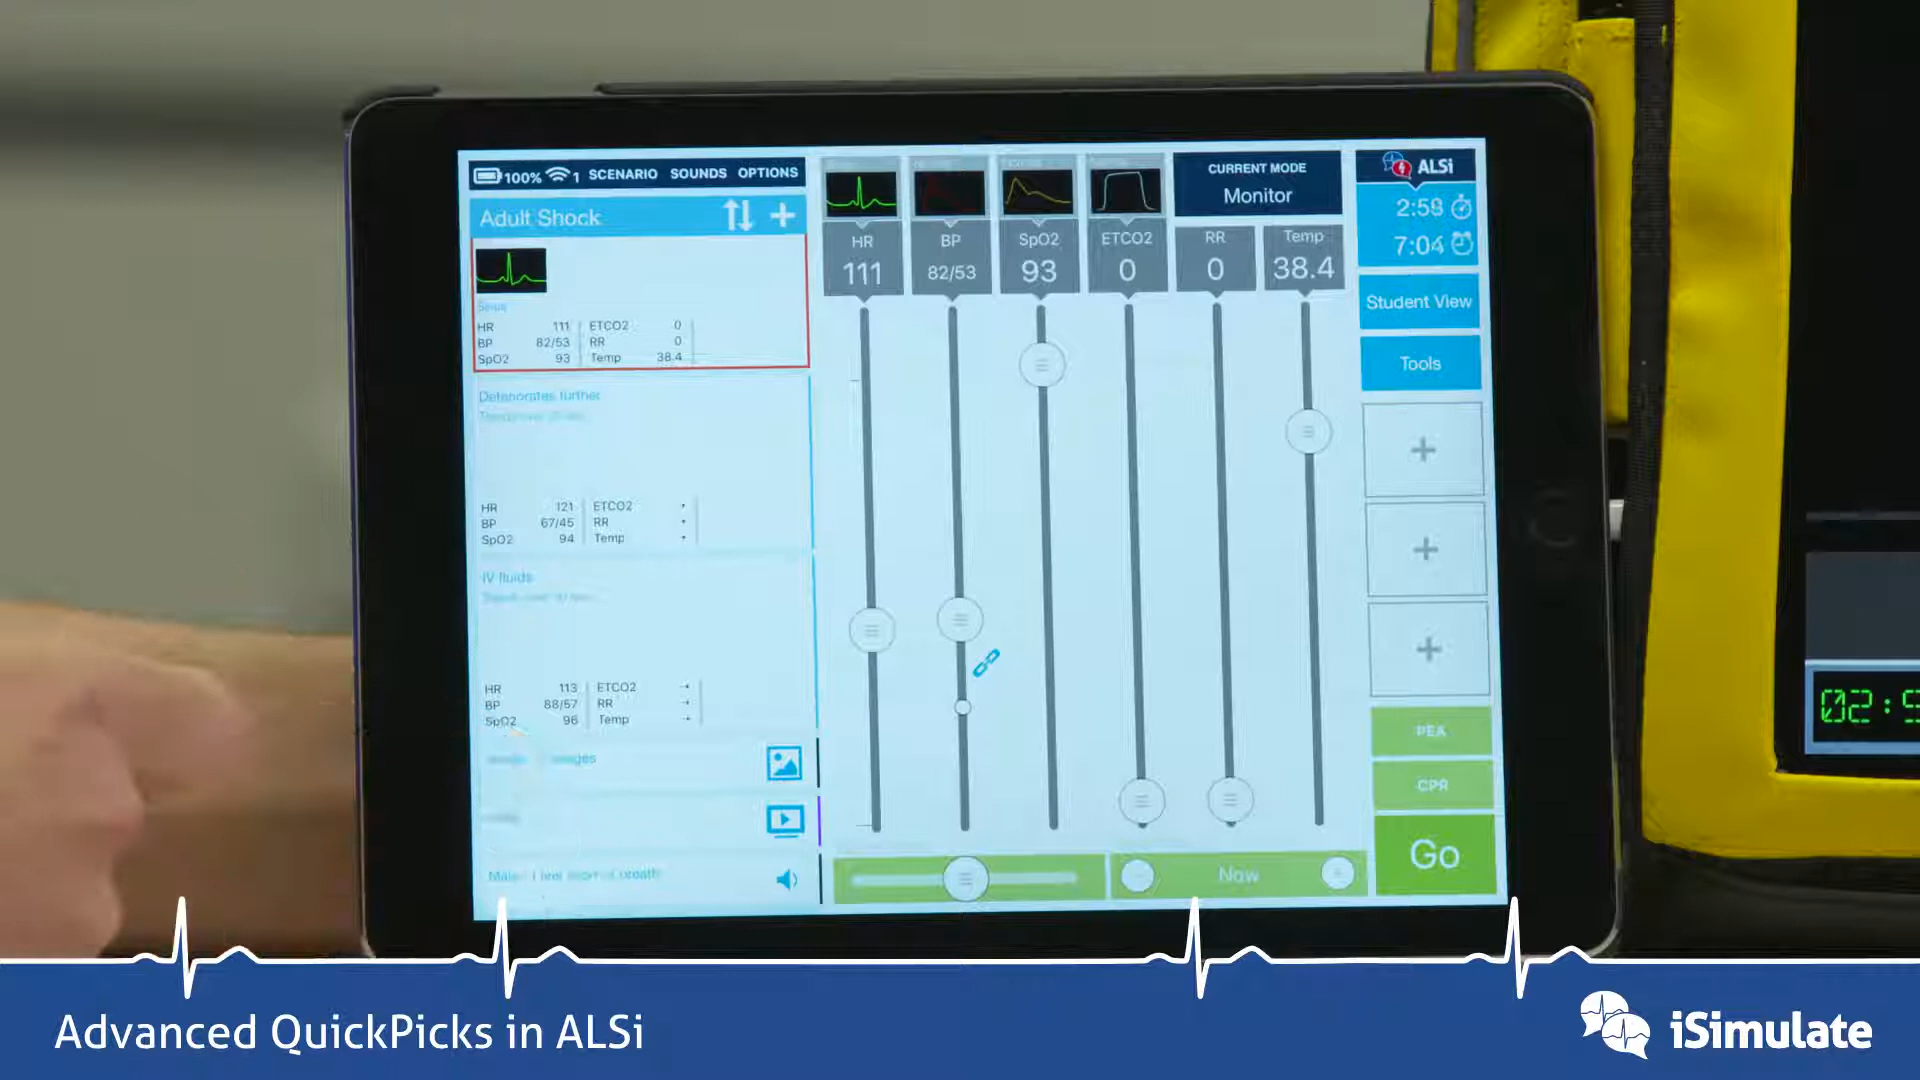 100% 1 SCENARIO SOUNDS OPTIONS
Adult Shock
Sinus
HR 111 ETCO2 0
BP 82/53 RR 0
SpO2 93 Temp 38.4
Deteriorates further
HR 121 ETCO2
BP 67/45 RR
SpO2 94 Temp
IV fluids
HR 113 ETCO2
BP 88/57 RR
SpO2 96 Temp
HR
111
BP
82/53
SpO2
93
ETCO2
0
RR
0
Temp
38.4
CURRENT MODE
Monitor
Now
ALSi
2:58
7:04
Student View
Tools
PEA
CPR
Go
Advanced QuickPicks in ALSi
iSimulate